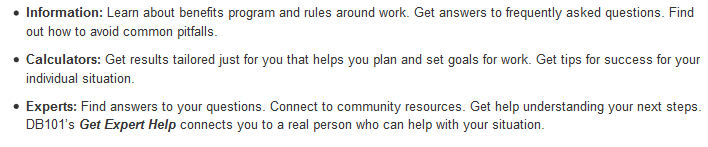 • Information: Learn about benefits program and rules around work. Get answers to frequently asked questions. Find
out how to avoid common pitfalls.
• Calculators: Get results tailored just for you that helps you plan and set goals for work. Get tips for success for your
individual situation.
• Experts: Find answers to your questions. Connect to community resources. Get help understanding your next steps.
DB101's Get Expert Help connects you to a real person who can help with your situation.